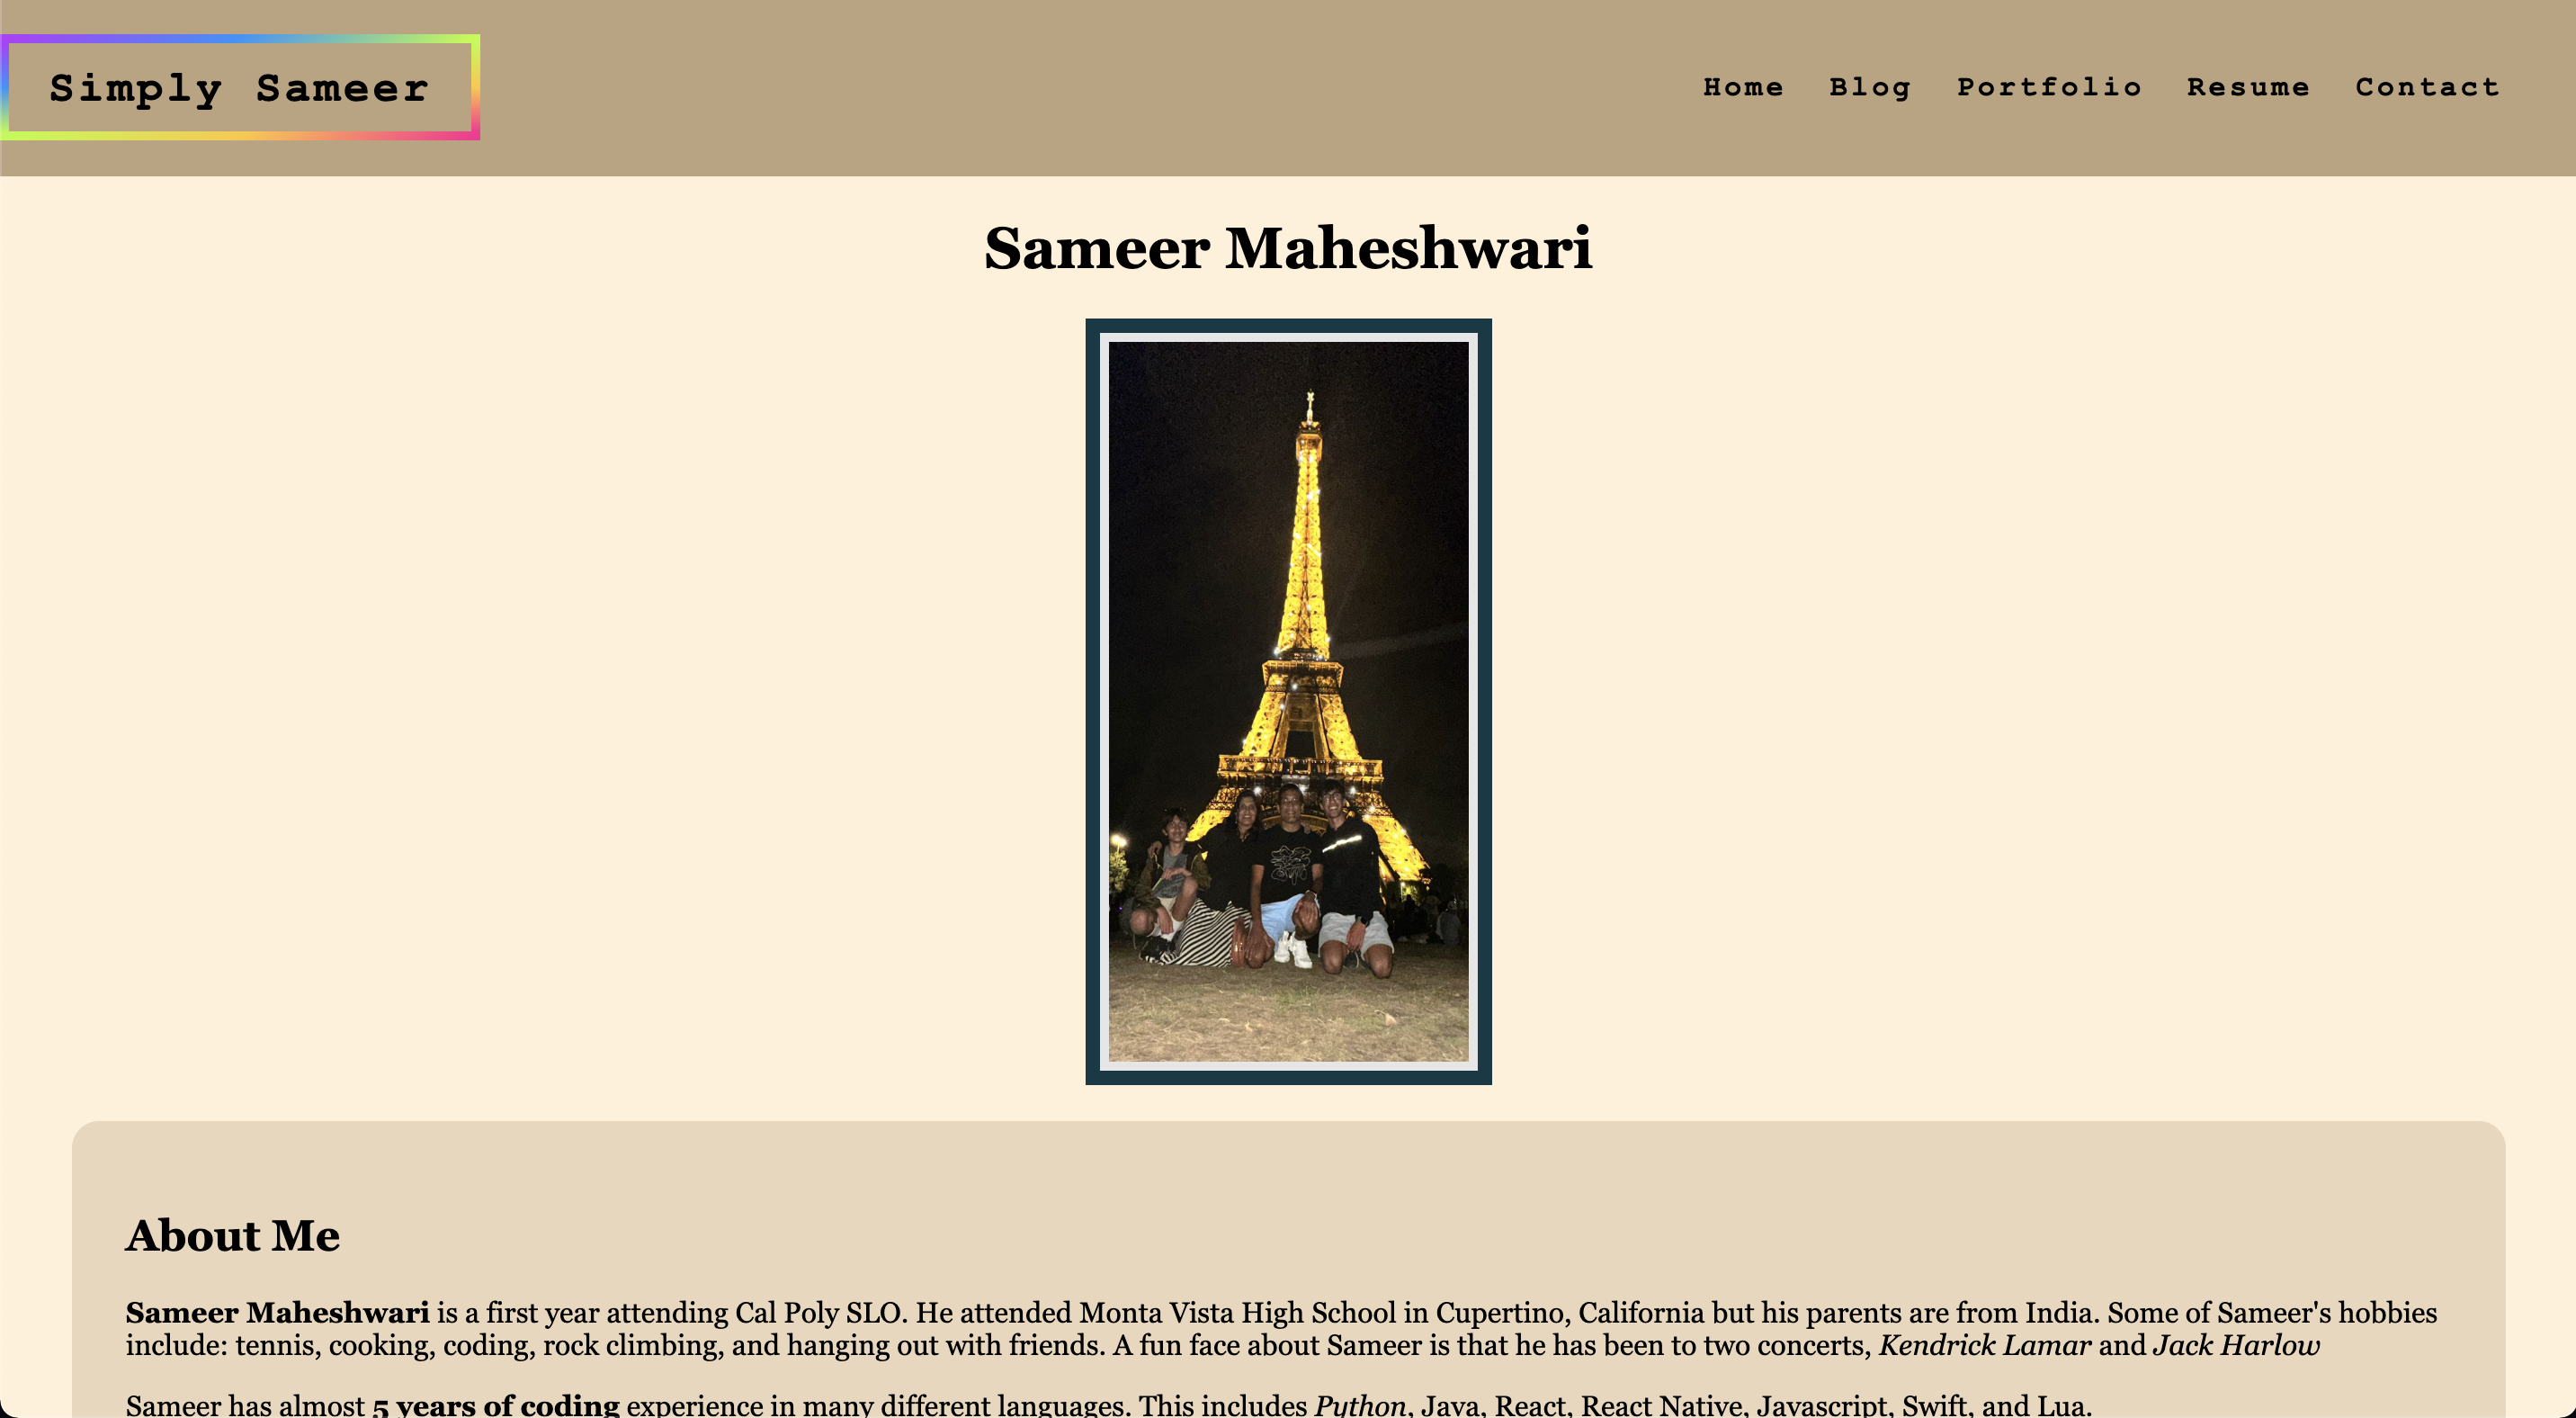 Simply Sameer
Home Blog Portfolio Resume Contact
Sameer Maheshwari
About Me
Sameer Maheshwari is a first year attending Cal Poly SLO. He attended Monta Vista High School in Cupertino, California but his parents are from India. Some of Sameer's hobbies
include: tennis, cooking, coding, rock climbing, and hanging out with friends. A fun face about Sameer is that he has been to two concerts, Kendrick Lamar and Jack Harlow
Sameer has almost 5 years of coding experience in many different languages. This includes Python, Java, React, React Native, Javascript, Swift, and Lua.